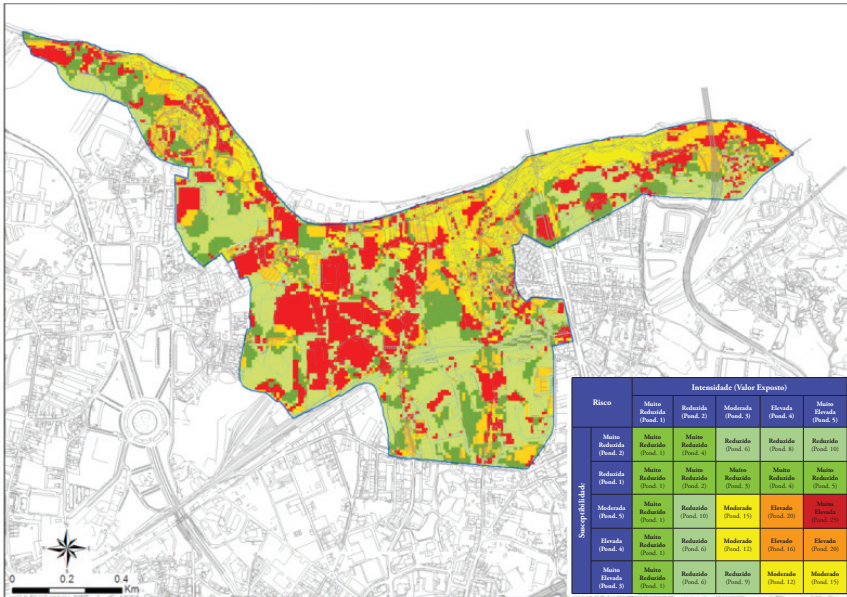 Risco
Intensidade (Valor Exposto)
Muito Reduzida (Pond. 1)
Reduzida (Pond. 2)
Moderada (Pond. 3)
Elevada (Pond. 4)
Muito Elevada (Pond. 5)
Susceptibilidade
Muito Reduzida (Pond. 2)
Muito Reduzido (Pond. 1)
Muito Reduzido (Pond. 4)
Reduzido (Pond. 6)
Reduzido (Pond. 8)
Reduzido (Pond. 10)
Reduzida (Pond. 1)
Muito Reduzido (Pond. 1)
Muito Reduzido (Pond. 2)
Muito Reduzido (Pond. 3)
Muito Reduzido (Pond. 4)
Muito Reduzido (Pond. 5)
Moderada (Pond. 5)
Muito Reduzido (Pond. 1)
Reduzido (Pond. 10)
Moderado (Pond. 15)
Elevado (Pond. 20)
Muito Elevada (Pond. 25)
Elevada (Pond. 4)
Muito Reduzido (Pond. 1)
Reduzido (Pond. 6)
Moderado (Pond. 12)
Elevado (Pond. 16)
Elevado (Pond. 20)
Muito Elevada (Pond. 3)
Muito Reduzido (Pond. 1)
Reduzido (Pond. 6)
Reduzido (Pond. 9)
Moderado (Pond. 12)
Moderado (Pond. 15)
0 0.2 0.4
Km